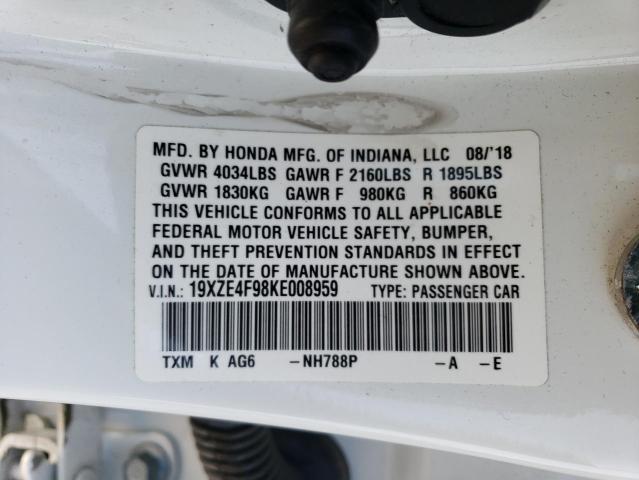 MFD. BY HONDA MFG. OF INDIANA, LLC 08/'18
GVWR 4034LBS GAWR F 2160LBS R 1895LBS
GVWR 1830KG GAWR F 980KG R 860KG
THIS VEHICLE CONFORMS TO ALL APPLICABLE
FEDERAL MOTOR VEHICLE SAFETY, BUMPER,
AND THEFT PREVENTION STANDARDS IN EFFECT
ON THE DATE OF MANUFACTURE SHOWN ABOVE.
V.I.N.: 19XZE4F98KE008959 TYPE: PASSENGER CAR
TXM K AG6 -NH788P -A -E